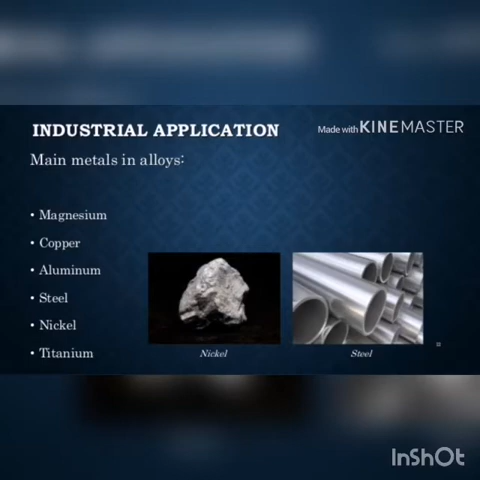 INDUSTRIAL APPLICATION
Made with KINEMASTER
Main metals in alloys:
• Magnesium
• Copper
• Aluminum
• Steel
• Nickel
• Titanium
Nickel
Steel
InShOt